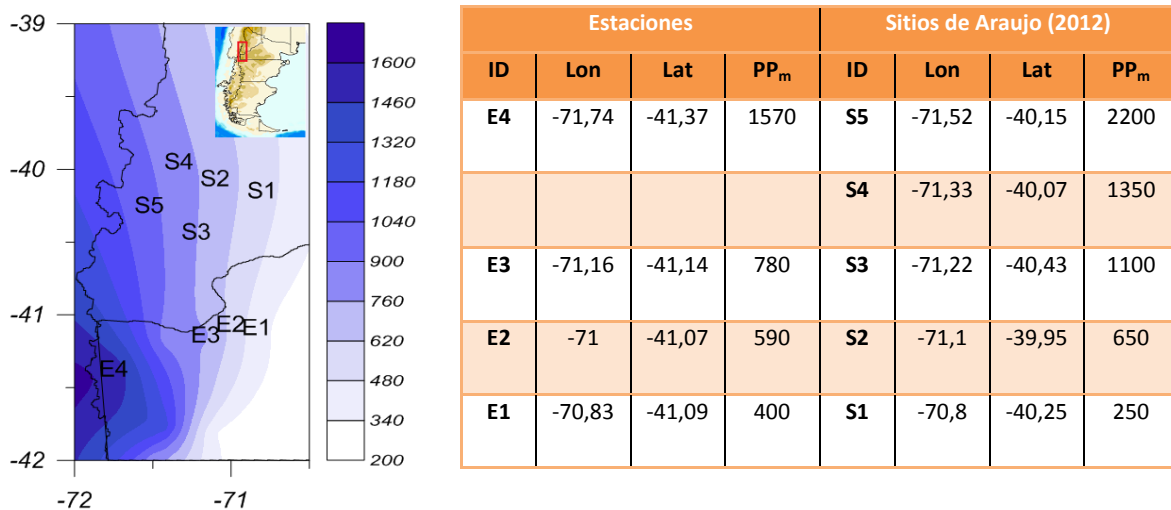 -39
-40
-41
-42
-72
-71
S4
S2
S1
S5
S3
E2
E1
E3
E4
1600
1460
1320
1180
1040
900
760
620
480
340
200
Estaciones Sitios de Araujo (2012)
ID Lon Lat PPm ID Lon Lat PPm
E4 -71,74 -41,37 1570 S5 -71,52 -40,15 2200
S4 -71,33 -40,07 1350
E3 -71,16 -41,14 780 S3 -71,22 -40,43 1100
E2 -71 -41,07 590 S2 -71,1 -39,95 650
E1 -70,83 -41,09 400 S1 -70,8 -40,25 250